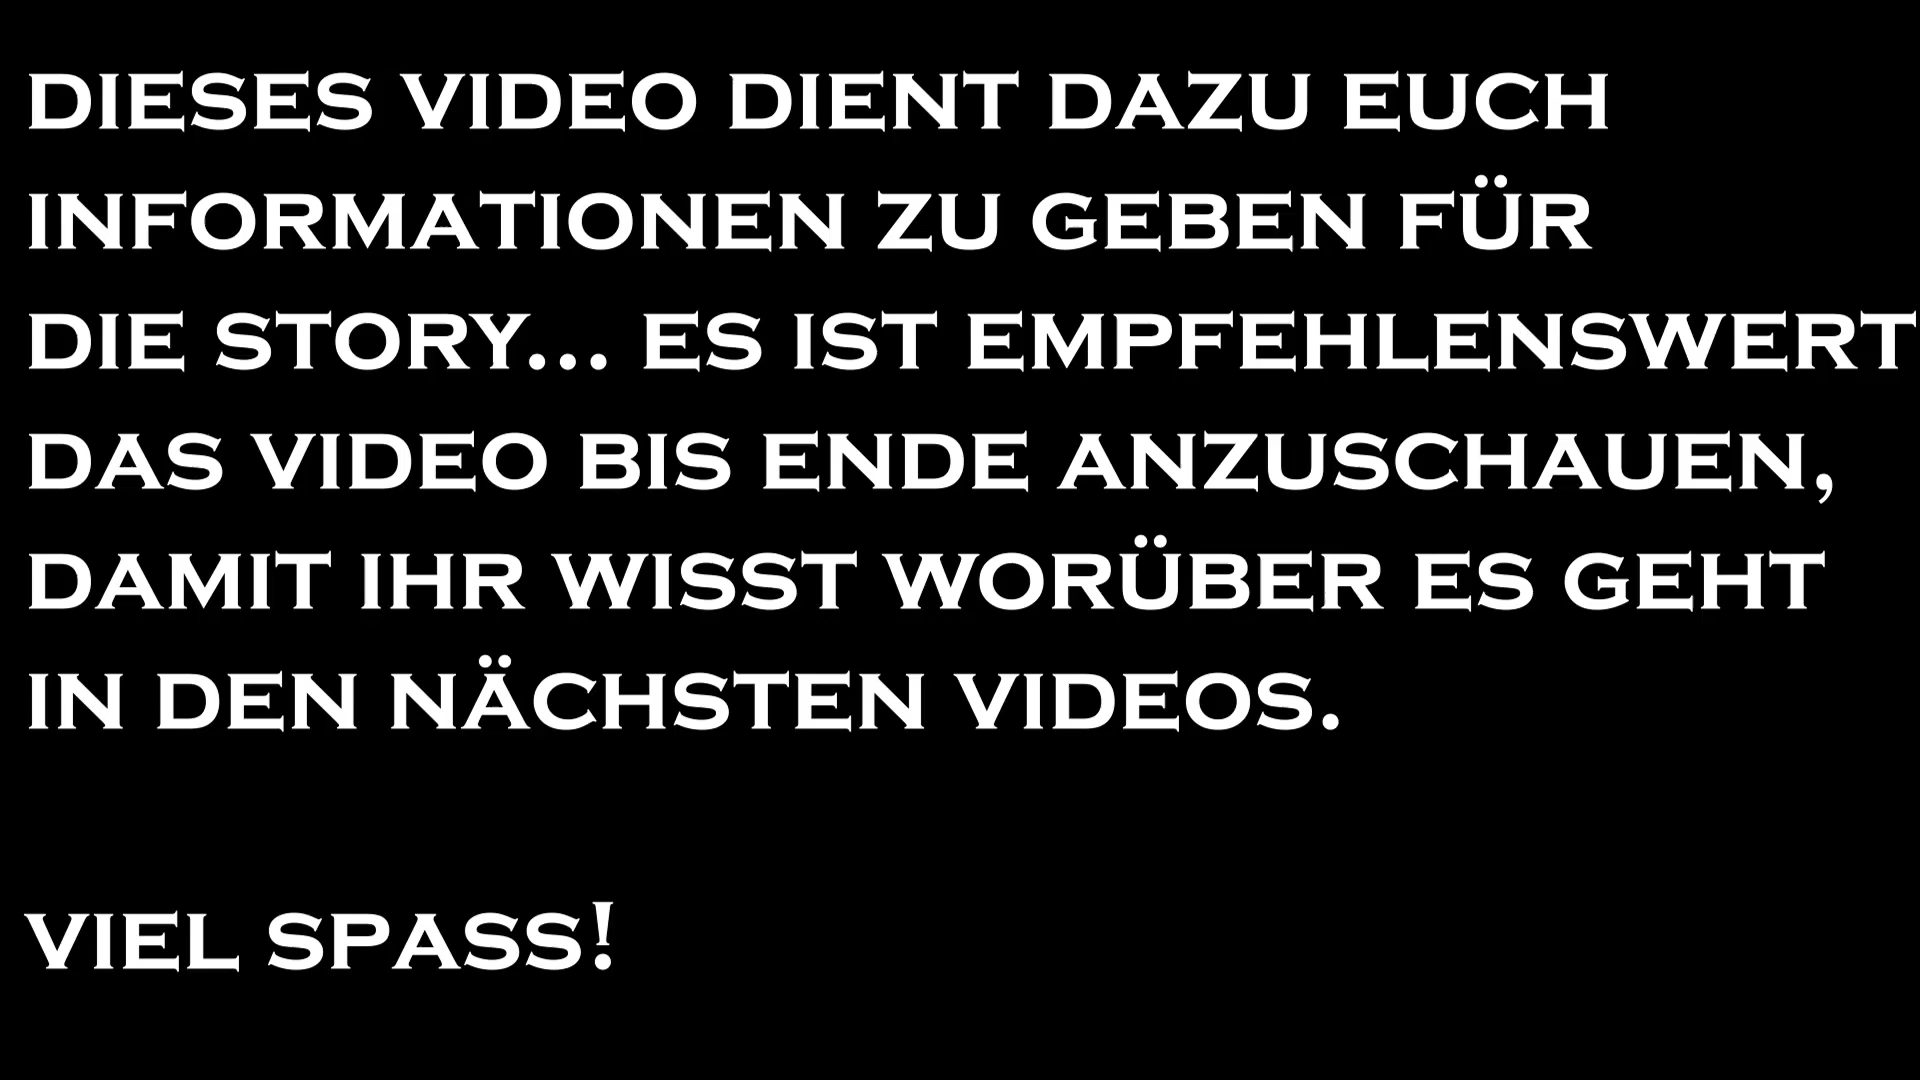 DIESES VIDEO DIENT DAZU EUCH
INFORMATIONEN ZU GEBEN FÜR
DIE STORY... ES IST EMPFEHLENSWERT
DAS VIDEO BIS ENDE ANZUSCHAUEN,
DAMIT IHR WISST WORÜBER ES GEHT
IN DEN NÄCHSTEN VIDEOS.
VIEL SPASS!